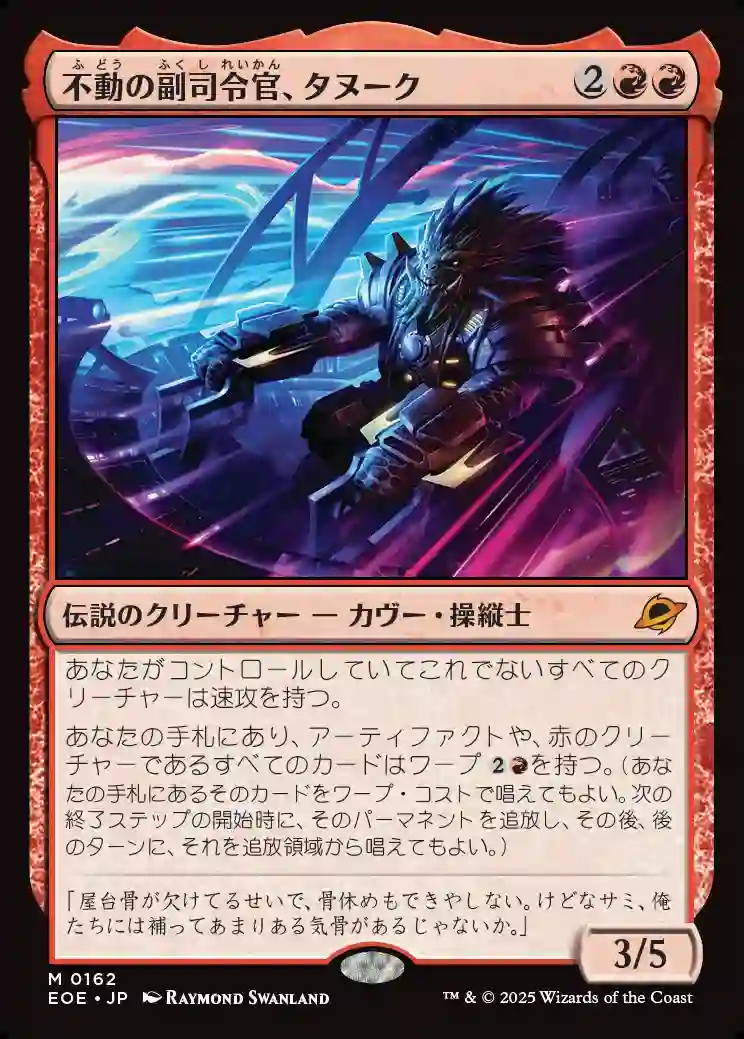 ふどう ふくしれいかん
不動の副司令官、タヌーク 2
伝説のクリーチャー — カヴー・操縦士
あなたがコントロールしていてこれでないすべてのク
リーチャーは速攻を持つ。
あなたの手札にあり、アーティファクトや、赤のクリー
チャーであるすべてのカードはワープ 2を持つ。（あな
たの手札にあるそのカードをワープ・コストで唱えてもよい。次の
終了ステップの開始時に、そのパーマネントを追放し、その後、後
のターンに、それを追放領域から唱えてもよい。）
「屋台骨が欠けてるせいで、骨休めもできやしない。けどなサミ、俺
たちには補ってあまりある気骨があるじゃないか。」
3/5
M 0162
EOE • JP RAYMOND SWANLAND
™ & © 2025 Wizards of the Coast